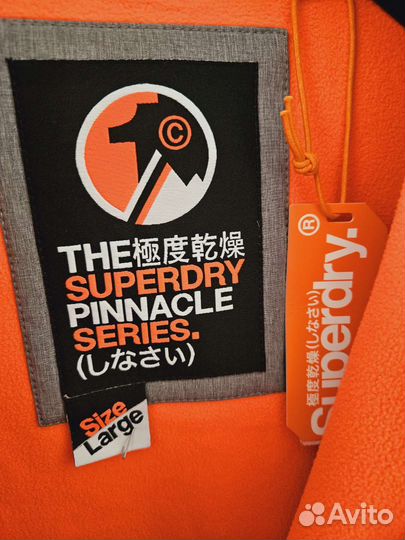 1 ©
THE極度乾燥
SUPERDRY
PINNACLE
SERIES.
(しなさい)
Size
Large
®
Superdry.
極度乾燥(しなさい)
Avito